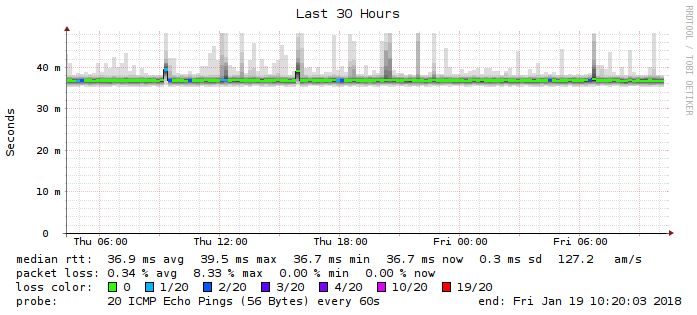 Last 30 Hours
RRDTOOL / TOBI OETIKER
Seconds
40 m
30 m
20 m
10 m
0
Thu 06:00 Thu 12:00 Thu 18:00 Fri 00:00 Fri 06:00
median rtt: 36.9 ms avg 39.5 ms max 36.7 ms min 36.7 ms now 0.3 ms sd 127.2 am/s
packet loss: 0.34 % avg 8.33 % max 0.00 % min 0.00 % now
loss color: 0 1/20 2/20 3/20 4/20 10/20 19/20
probe: 20 ICMP Echo Pings (56 Bytes) every 60s end: Fri Jan 19 10:20:03 2018